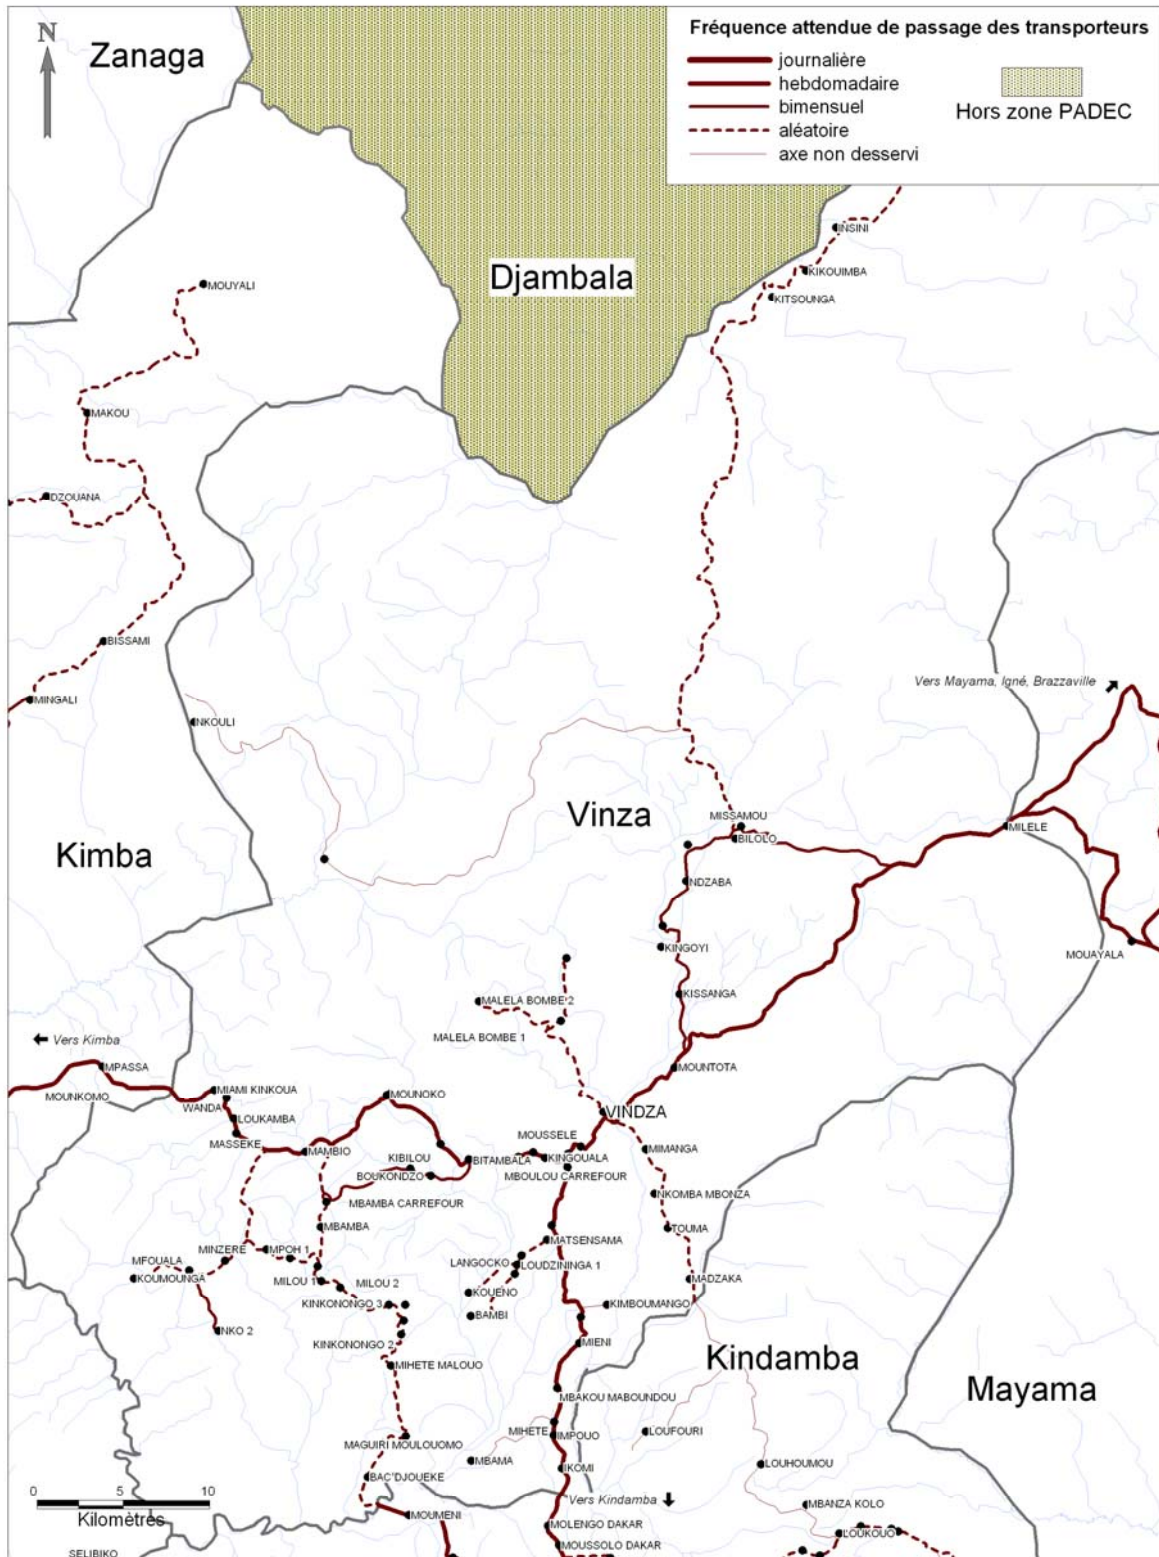 Fréquence attendue de passage des transporteurs
journalière
hebdomadaire
bimensuel
aléatoire
axe non desservi
Hors zone PADEC
N
Zanaga
INSINI
KIKOUIMBA
Djambala
MOUYALI
KITSOUNGA
MAKOU
DZOUANA
BISSAMI
Vers Mayama, Igné, Brazzaville
MINGALI
NKOULI
Vinza
MISSAMOU
MILELE
BILOLO
Kimba
NDZABA
KINGOYI
MOUAYALA
KISSANGA
MALELA BOMBE 2
MALELA BOMBE 1
Vers Kimba
MPASSA
MOUNTOTA
MIAMI KINKOUA
MOUNKOMO
MOUNOKO
WANDA
VINDZA
LOUKAMBA
MOUSSELE
MASSEKE
MAMBIO
KIBILOU
BITAMBALA
KINGOUALA
MIMANGA
BOUKONDZO
MBOULOU CARREFOUR
NKOMBA MBONZA
MBAMBA CARREFOUR
MBAMBA
TOUMA
MATSENSAMA
MINZERE
MPOH 1
MFOUALA
LANGOCKO
LOUDZININGA 1
KOUMOUNGA
MILOU 1
MILOU 2
MADZAKA
KOUENO
KINKONONGO 3
KIMBOUMANGO
BAMBI
NKO 2
KINKONONGO 2
MIENI
Kindamba
MIHETE MALOUO
Mayama
MBAKOU MABOUNDOU
MIHETE
IMPOUO
LOUFOURI
MAGUIRI MOULOUOMO
MBAMA
IKOMI
LOUHOUMOU
BAC'DJOUEKE
0 5 10
Kilomètres
Vers Kindamba
MBANZA KOLO
MOUMENI
MOLENGO DAKAR
LOUKOUO
MOUSSOLO DAKAR
SELIBIKO